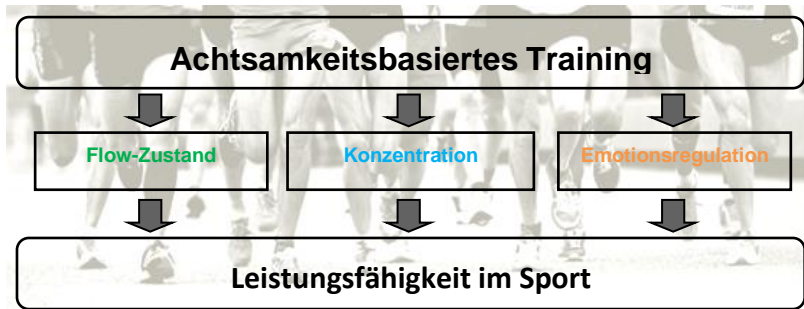 Achtsamkeitsbasiertes Training
Flow-Zustand Konzentration Emotionsregulation
Leistungsfähigkeit im Sport